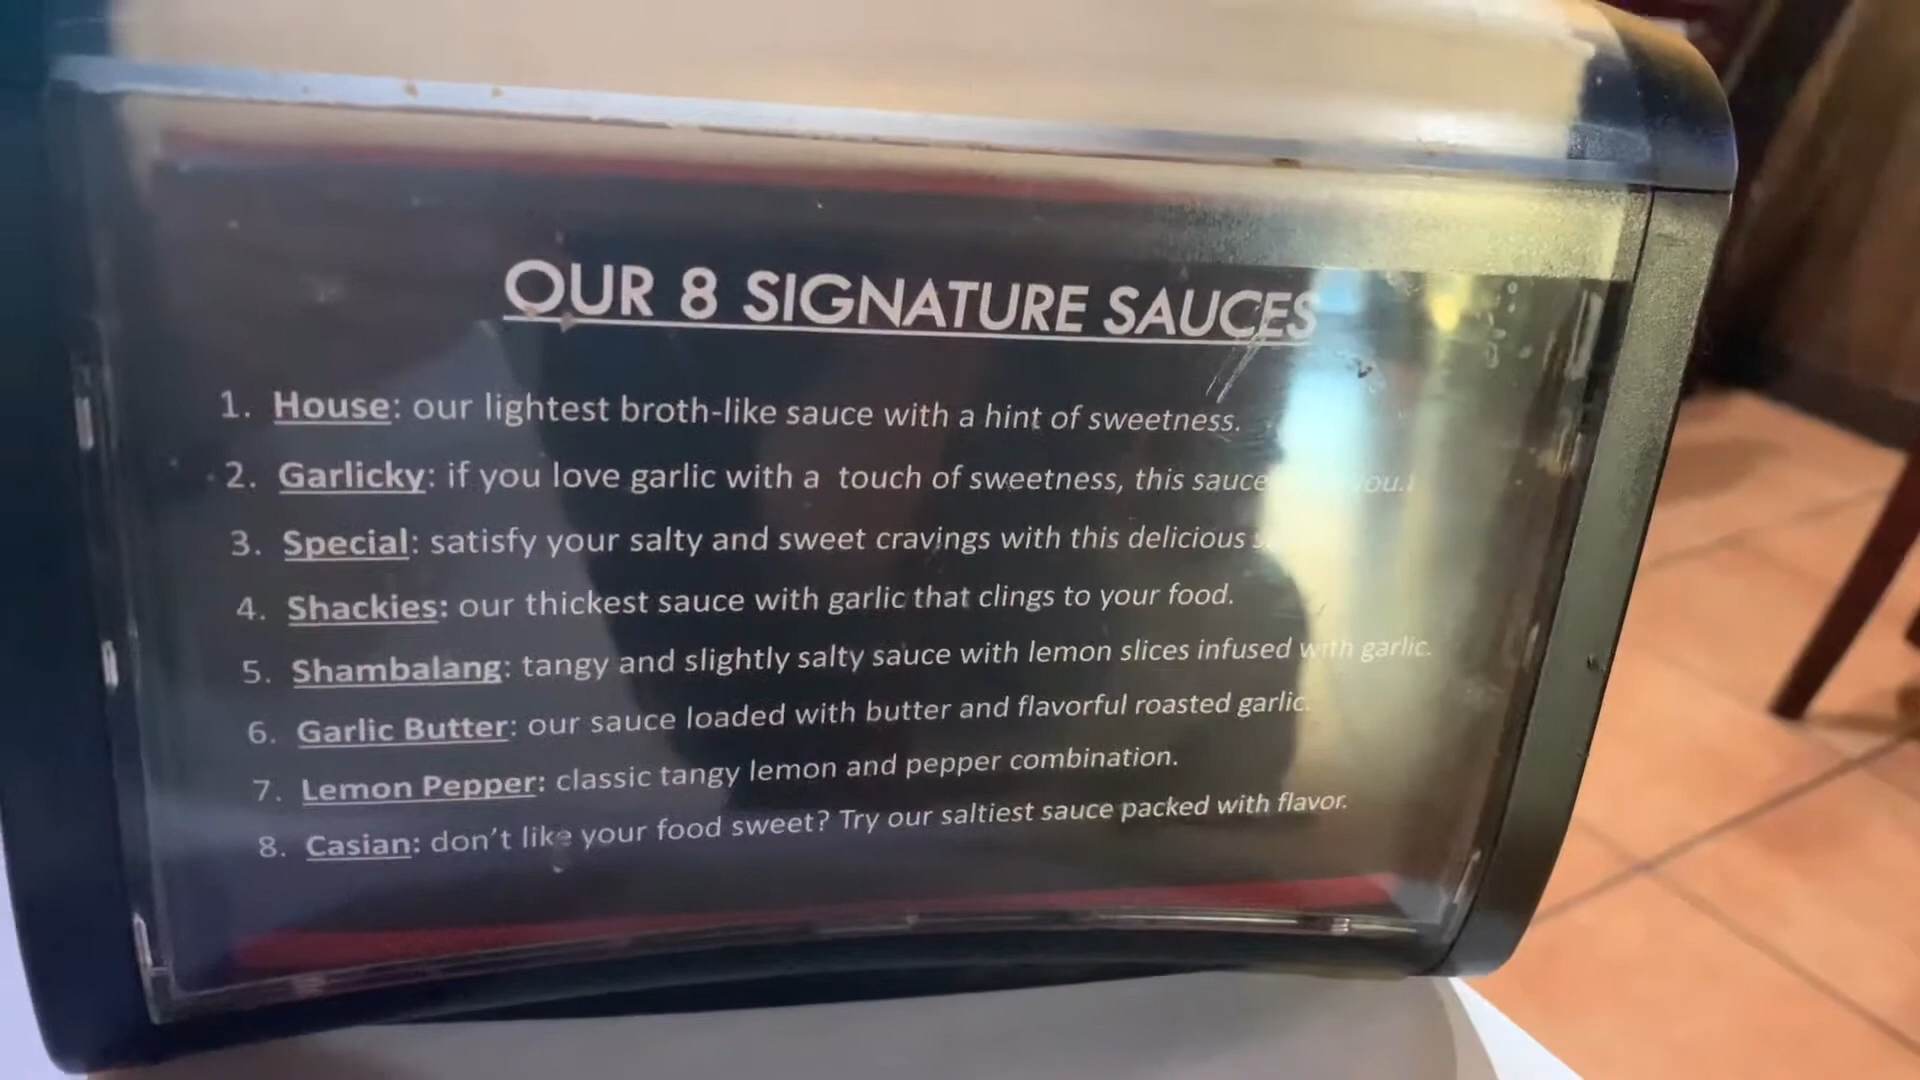 OUR 8 SIGNATURE SAUCES
1. House: our lightest broth-like sauce with a hint of sweetness.
2. Garlicky: if you love garlic with a touch of sweetness, this sauce
3. Special: satisfy your salty and sweet cravings with this delicious
4. Shackies: our thickest sauce with garlic that clings to your food.
5. Shambalang: tangy and slightly salty sauce with lemon slices infused with garlic.
6. Garlic Butter: our sauce loaded with butter and flavorful roasted garlic.
7. Lemon Pepper: classic tangy lemon and pepper combination.
8. Casian: don't like your food sweet? Try our saltiest sauce packed with flavor.